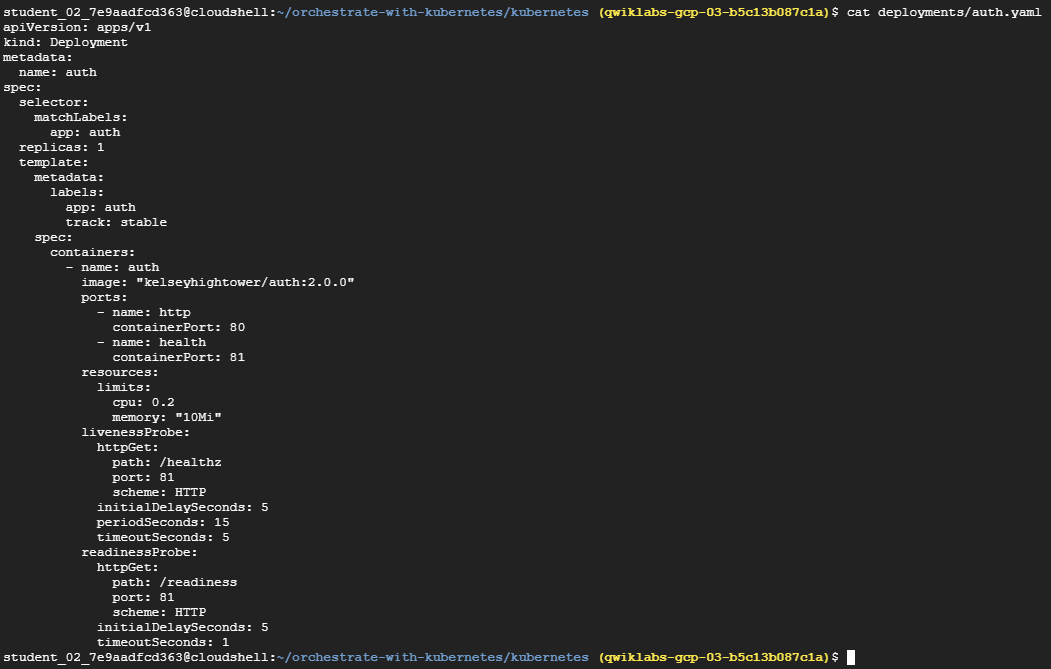 student_02_7e9aadfcd363@cloudshell:~/orchestrate-with-kubernetes/kubernetes (qwiklabs-gcp-03-b5c13b087c1a)$ cat deployments/auth.yaml
apiVersion: apps/v1
kind: Deployment
metadata:
  name: auth
spec:
  selector:
    matchLabels:
      app: auth
  replicas: 1
  template:
    metadata:
      labels:
        app: auth
        track: stable
    spec:
      containers:
        - name: auth
          image: "kelseyhightower/auth:2.0.0"
          ports:
            - name: http
              containerPort: 80
            - name: health
              containerPort: 81
          resources:
            limits:
              cpu: 0.2
              memory: "10Mi"
          livenessProbe:
            httpGet:
              path: /healthz
              port: 81
              scheme: HTTP
            initialDelaySeconds: 5
            periodSeconds: 15
            timeoutSeconds: 5
          readinessProbe:
            httpGet:
              path: /readiness
              port: 81
              scheme: HTTP
            initialDelaySeconds: 5
            timeoutSeconds: 1
student_02_7e9aadfcd363@cloudshell:~/orchestrate-with-kubernetes/kubernetes (qwiklabs-gcp-03-b5c13b087c1a)$